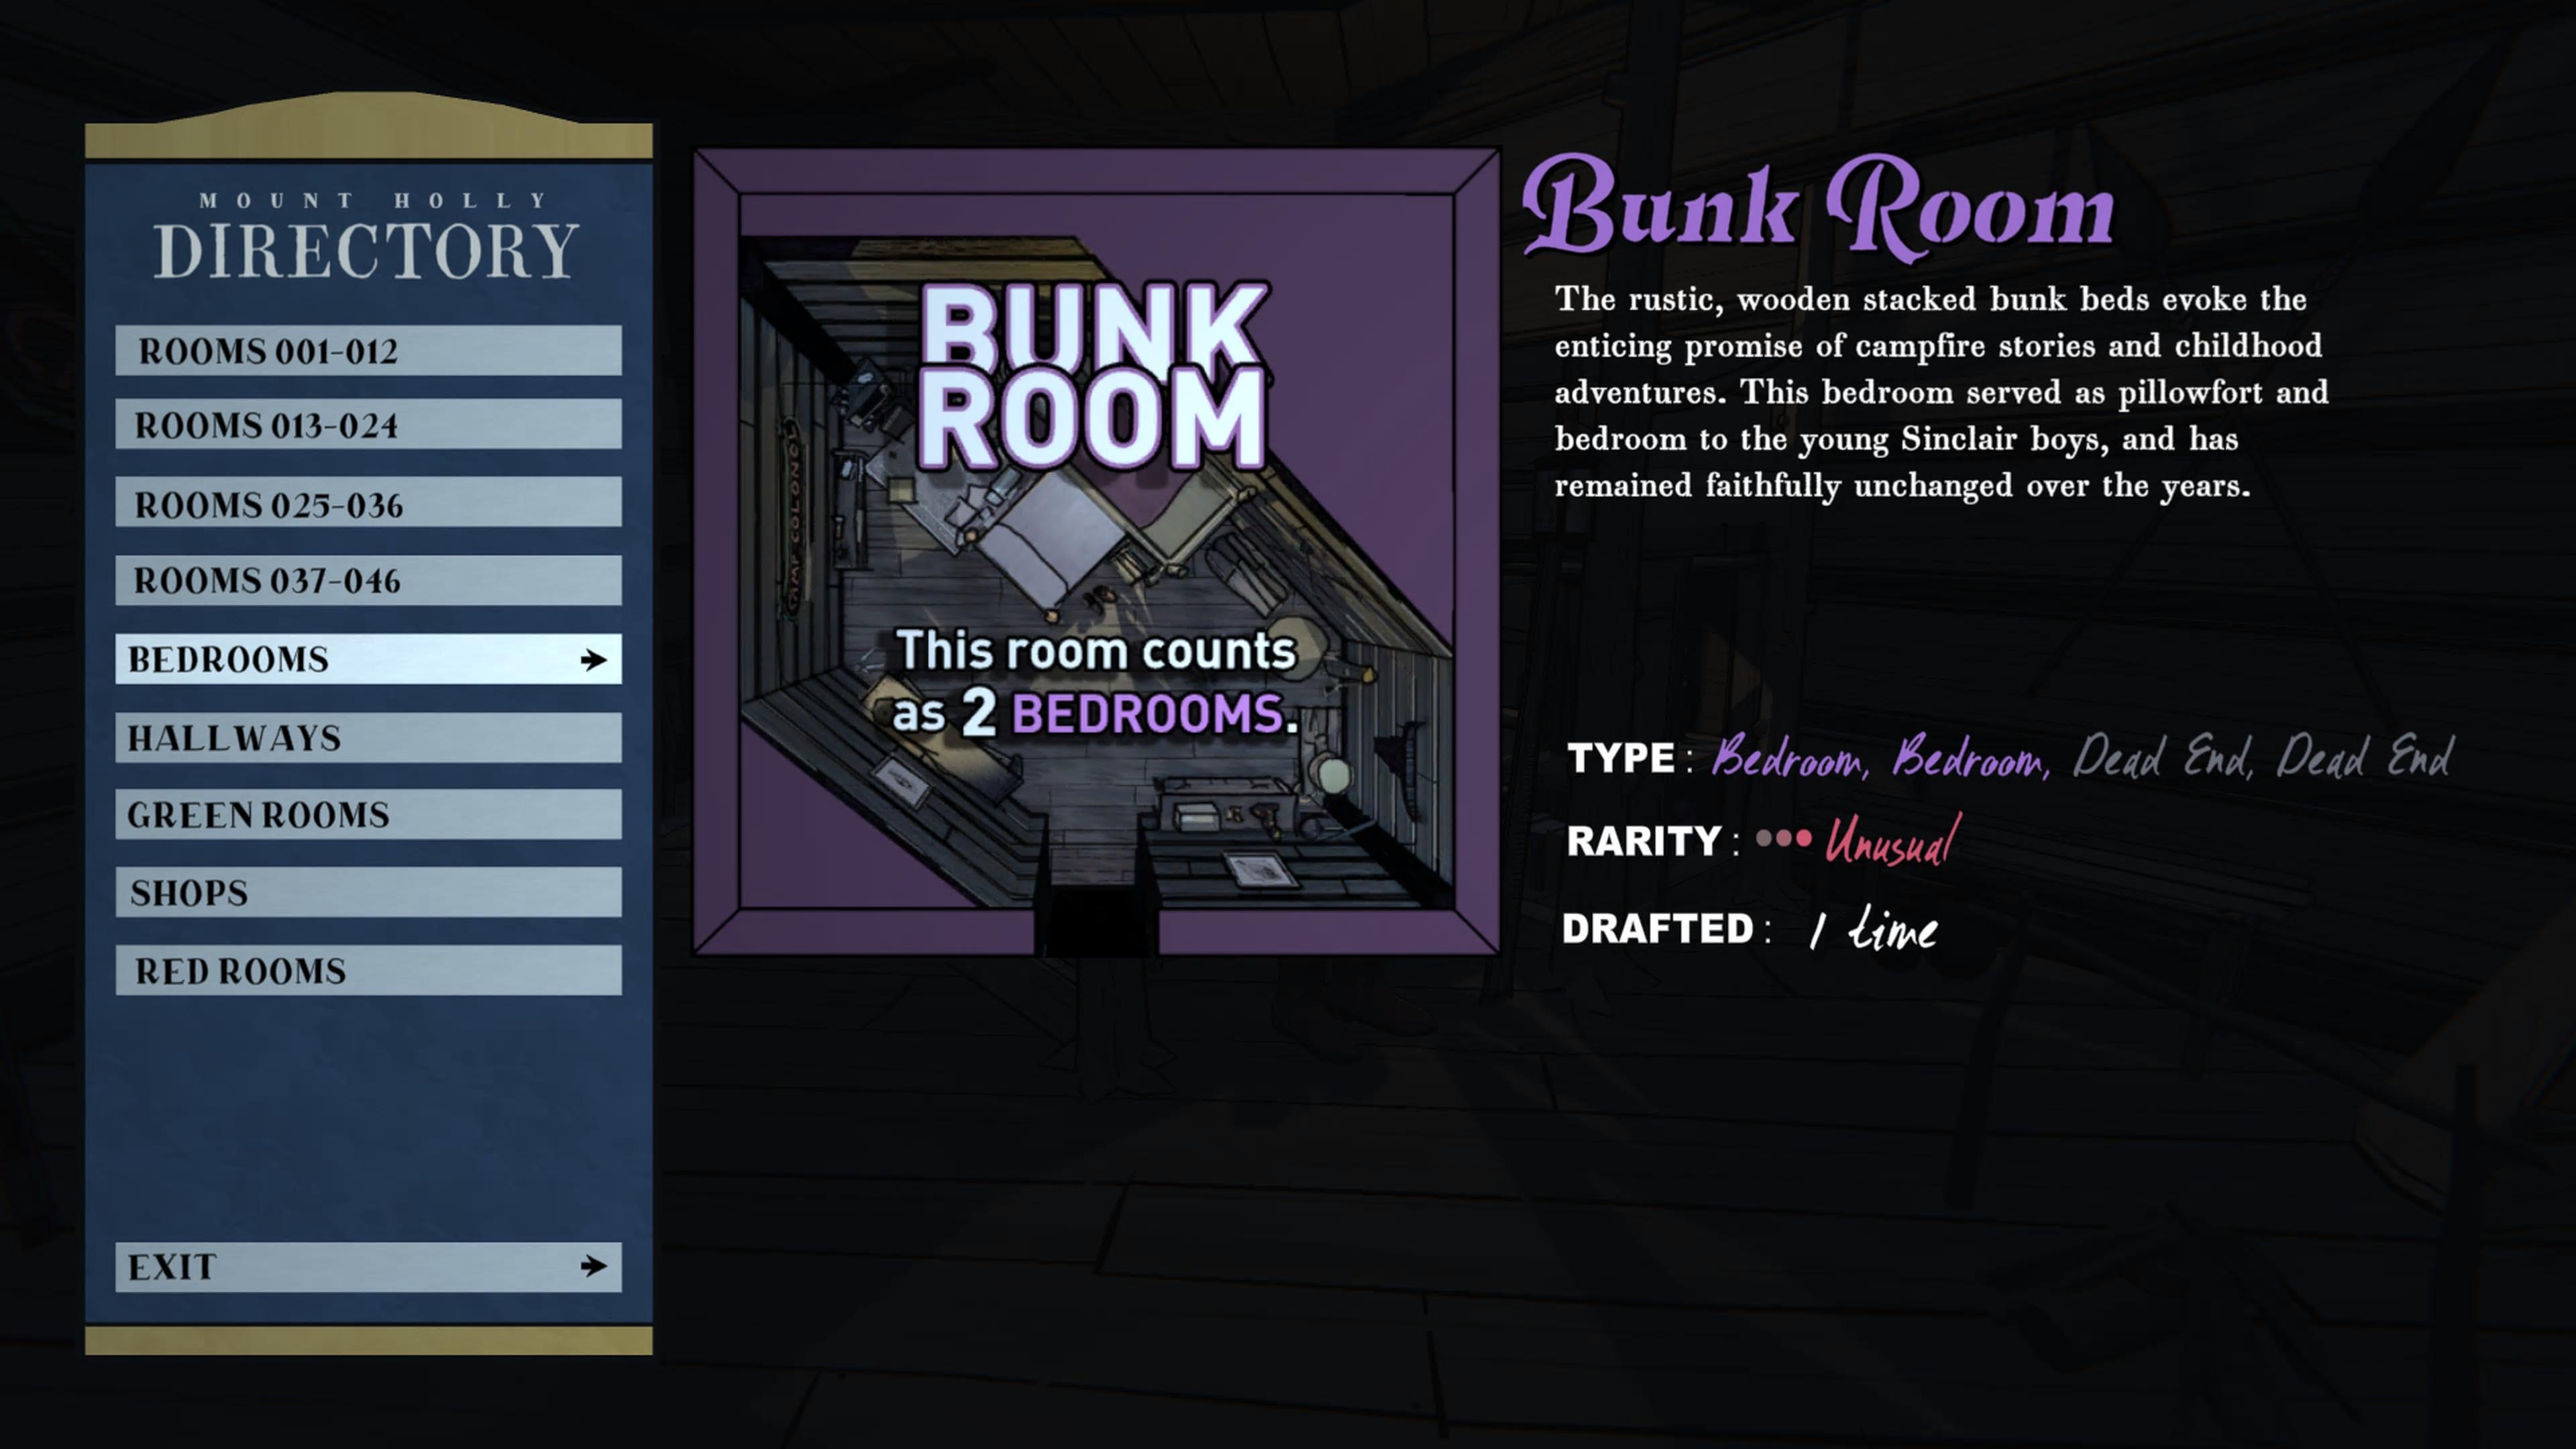 MOUNT HOLLY
DIRECTORY
ROOMS 001-012
ROOMS 013-024
ROOMS 025-036
ROOMS 037-046
BEDROOMS
HALLWAYS
GREEN ROOMS
SHOPS
RED ROOMS
EXIT
BUNK
ROOM
This room counts
as 2 BEDROOMS.
Bunk Room
The rustic, wooden stacked bunk beds evoke the
enticing promise of campfire stories and childhood
adventures. This bedroom served as pillowfort and
bedroom to the young Sinclair boys, and has
remained faithfully unchanged over the years.
TYPE : Bedroom, Bedroom, Dead End, Dead End
RARITY : Unusual
DRAFTED : 1 time